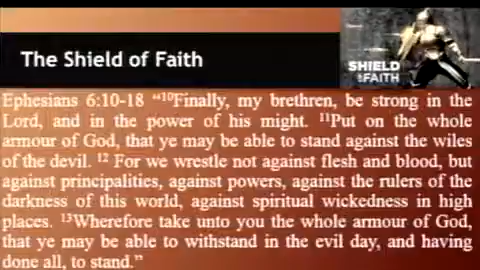 The Shield of Faith
SHIELD
OF FAITH
Ephesians 6:10-18 “¹⁰Finally, my brethren, be strong in the
Lord, and in the power of his might. ¹¹Put on the whole
armour of God, that ye may be able to stand against the wiles
of the devil. ¹² For we wrestle not against flesh and blood, but
against principalities, against powers, against the rulers of the
darkness of this world, against spiritual wickedness in high
places. ¹³Wherefore take unto you the whole armour of God,
that ye may be able to withstand in the evil day, and having
done all, to stand.”